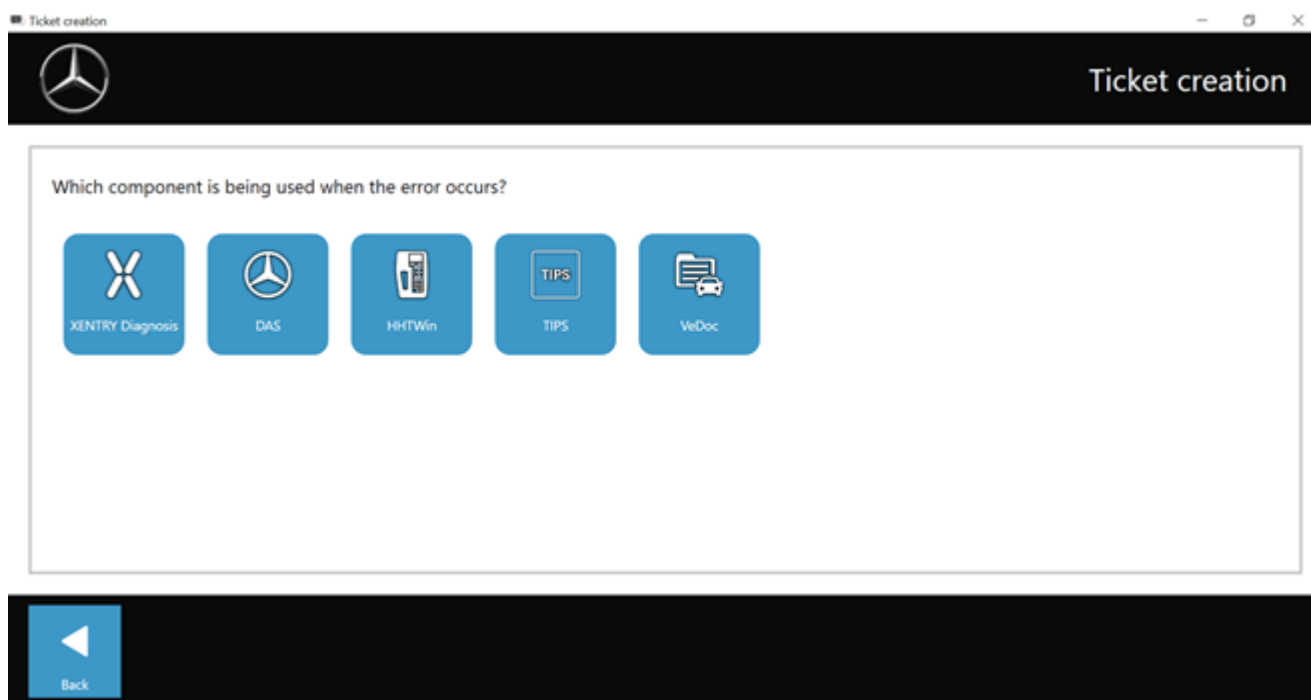 Ticket creation
Ticket creation
Which component is being used when the error occurs?
XENTRY Diagnosis
DAS
HHTWin
TIPS
TIPS
VeDoc
Back